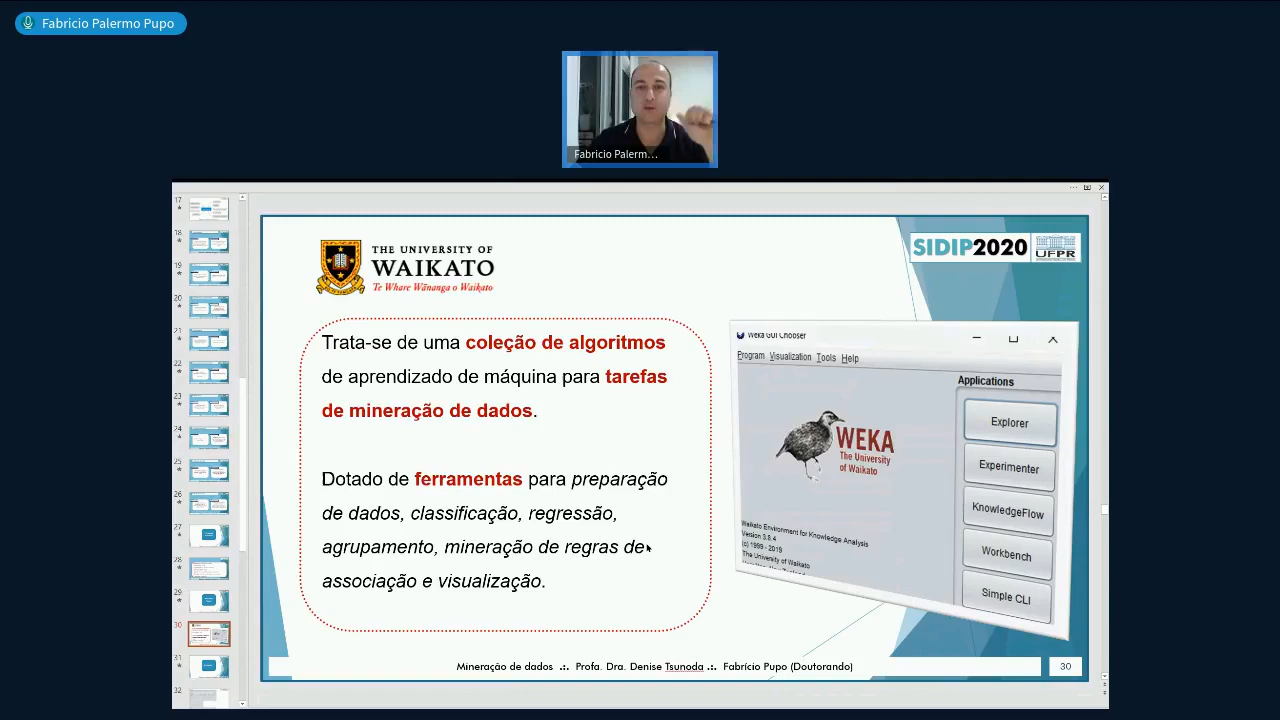 Fabricio Palermo Pupo
Fabricio Palerm...
17
18
19
20
21
22
23
24
25
26
27
28
29
30
31
32
THE UNIVERSITY OF
WAIKATO
Te Whare Wānanga o Waikato
SIDIP2020
UFPR
Trata-se de uma coleção de algoritmos
de aprendizado de máquina para tarefas
de mineração de dados.
Dotado de ferramentas para preparação
de dados, classificação, regressão,
agrupamento, mineração de regras de
associação e visualização.
Weka GUI Chooser
Program Visualization Tools Help
Applications
Explorer
Experimenter
KnowledgeFlow
Workbench
Simple CLI
WEKA
The University
of Waikato
Waikato Environment for Knowledge Analysis
Version 3.8.4
(c) 1999 - 2019
The University of Waikato
Mineração de dados .:. Profa. Dra. Denise Tsunoda .:. Fabrício Pupo (Doutorando)
30